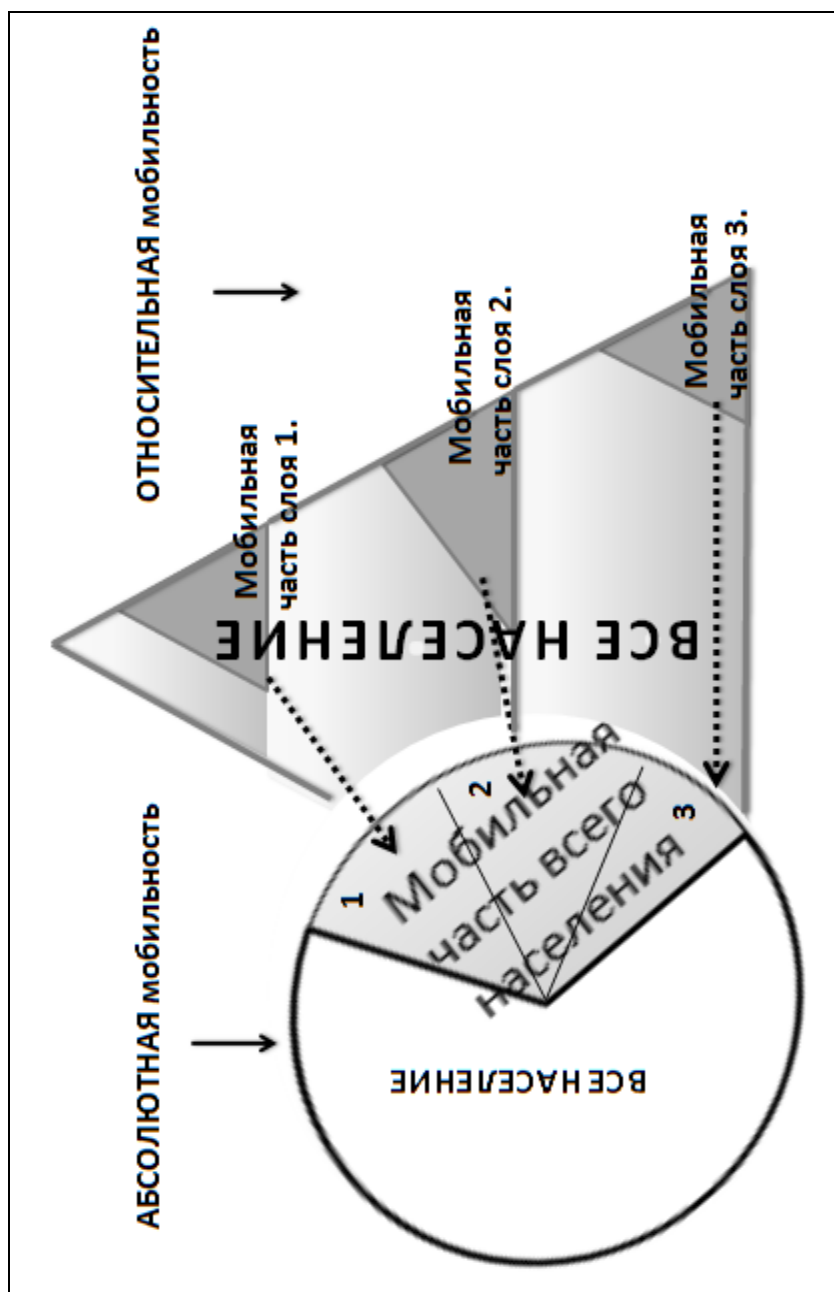 АБСОЛЮТНАЯ мобильность
ОТНОСИТЕЛЬНАЯ мобильность
ВСЕ НАСЕЛЕНИЕ
1
2
3
Мобильная
часть всего
населения
ВСЕ НАСЕЛЕНИЕ
Мобильная
часть слоя 1.
Мобильная
часть слоя 2.
Мобильная
часть слоя 3.